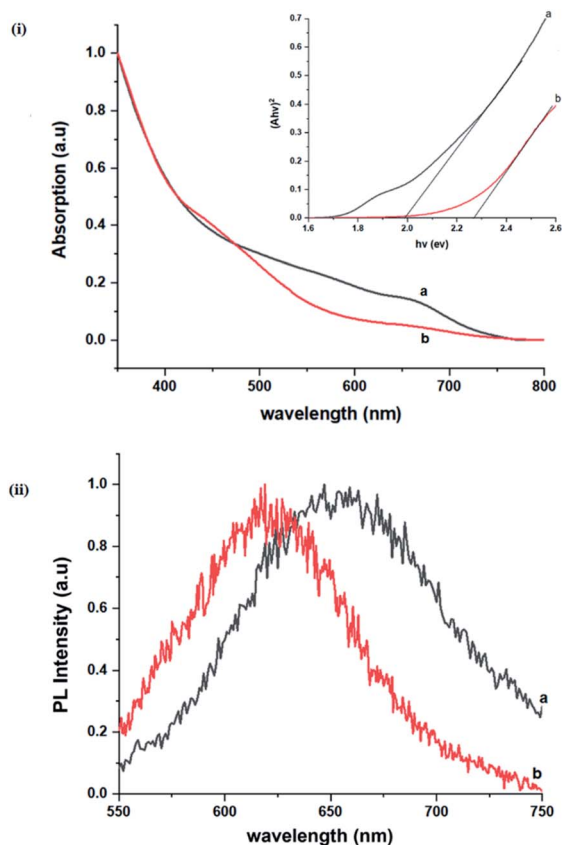 (i)
Absorption (a.u)
1.0
0.8
0.6
0.4
0.2
0.0
400
500
600
700
800
wavelength (nm)
a
b
(Ahv)²
0.7
0.6
0.5
0.4
0.3
0.2
0.1
0.0
1.6
1.8
2.0
2.2
2.4
2.6
hv (ev)
a
b
(ii)
PL Intensity (a.u)
1.0
0.8
0.6
0.4
0.2
0.0
550
600
650
700
750
wavelength (nm)
a
b